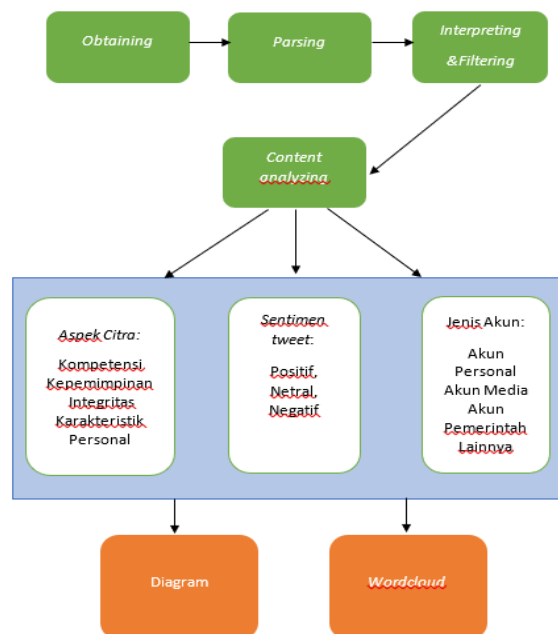 Obtaining
Parsing
Interpreting
&Filtering
Content
analyzing
Aspek Citra:
Kompetensi
Kepemimpinan
Integritas
Karakteristik
Personal
Sentimen
tweet:
Positif,
Netral,
Negatif
Jenis Akun:
Akun
Personal
Akun Media
Akun
Pemerintah
Lainnya
Diagram
Wordcloud